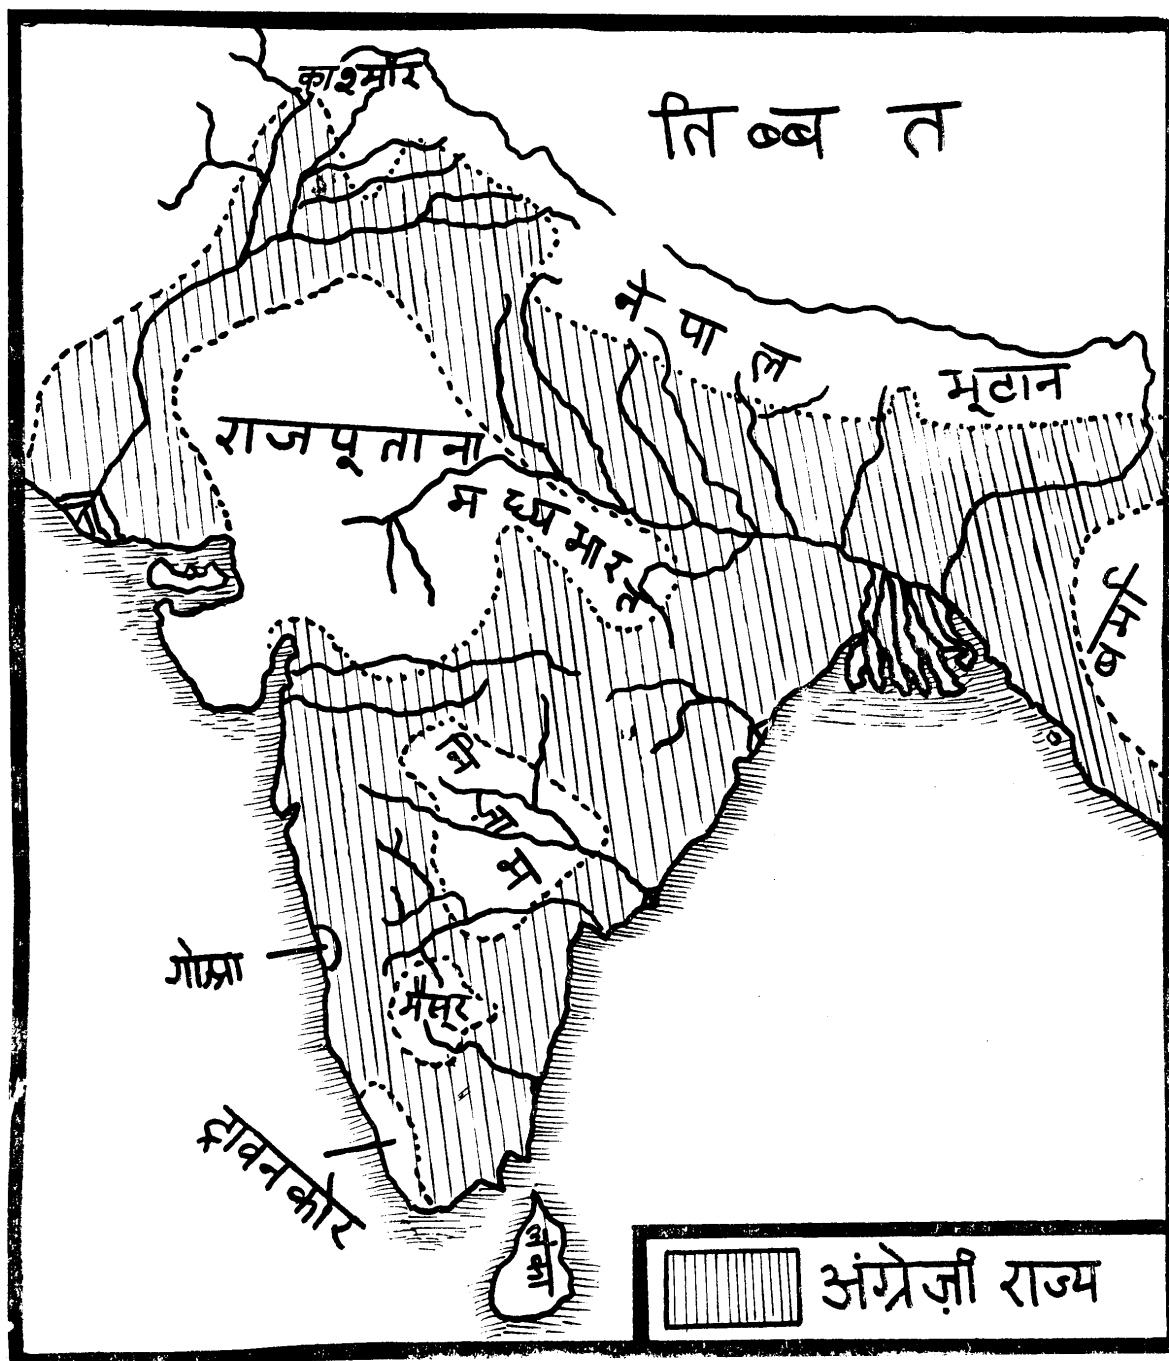 काश्मीर
तिब्बत
नेपाल
भूटान
राजपूताना
मध्यभारत
बर्मा
निजाम
गोआ
मैसूर
ट्रावनकोर
लंका
अंग्रेज़ी राज्य